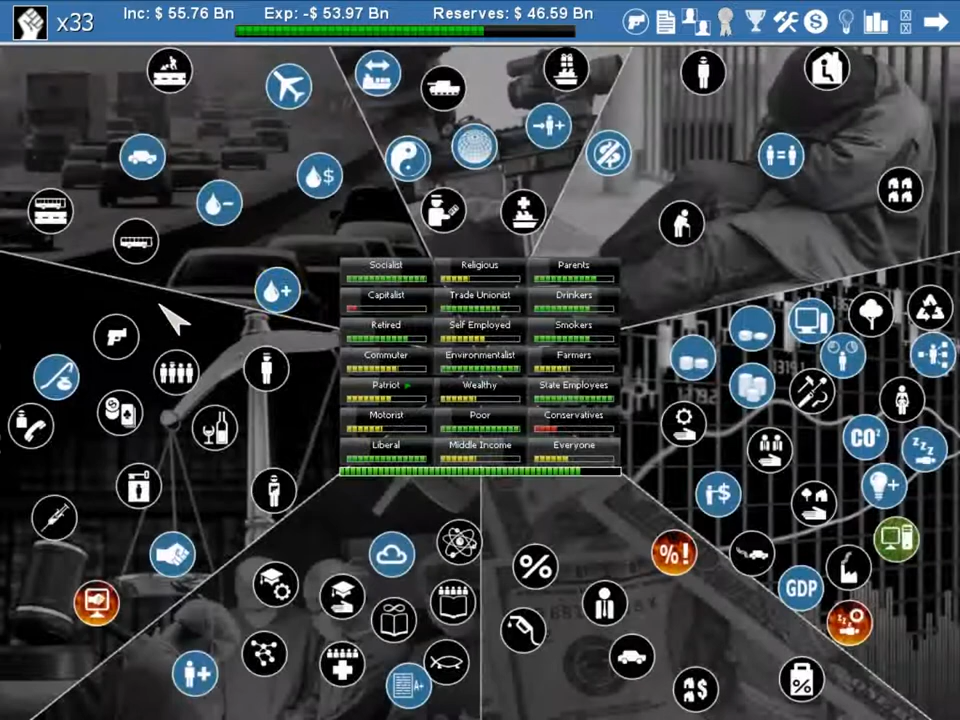 x33 Inc: $ 55.76 Bn Exp: -$ 53.97 Bn Reserves: $ 46.59 Bn
Socialist Religious Parents
Capitalist Trade Unionist Drinkers
Retired Self Employed Smokers
Commuter Environmentalist Farmers
Patriot Wealthy State Employees
Motorist Poor Conservatives
Liberal Middle Income Everyone
$
CO²
zzz
$
A+
%
%!
$
GDP
zzz
%